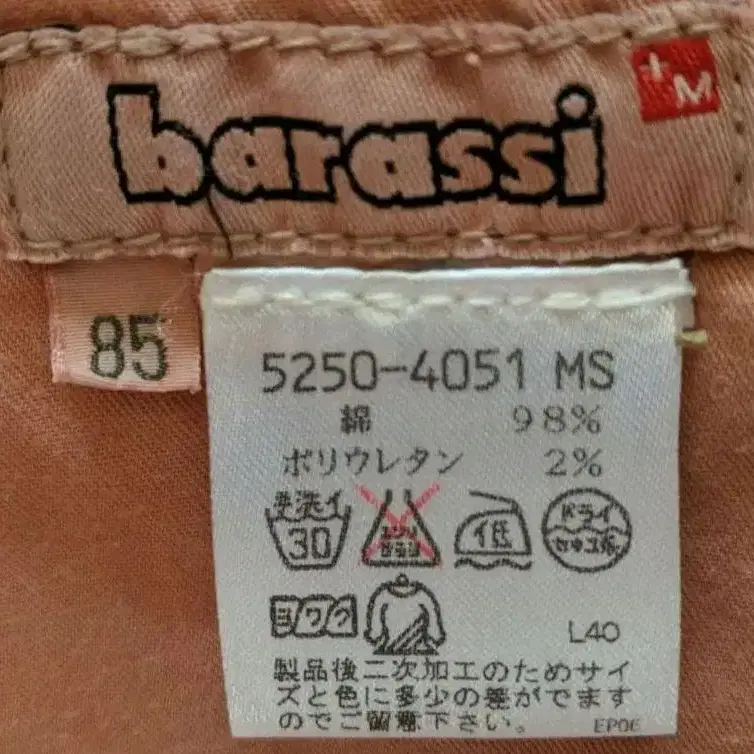 barassi
+M
85
5250-4051 MS
綿 98%
ポリウレタン 2%
手洗イ
30
エンソ
サラシ
低
ドライ
セキユ系
ヨワク
L40
製品後二次加工のためサイ
ズと色に多少の差がでます
のでご留意下さい。
EP06